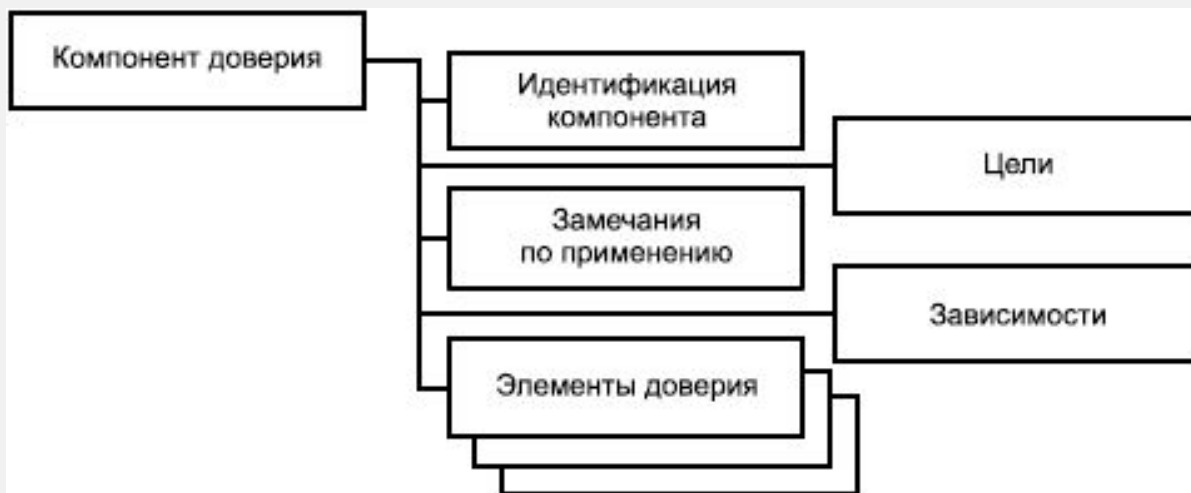 Компонент доверия
Идентификация
компонента
Цели
Замечания
по применению
Зависимости
Элементы доверия